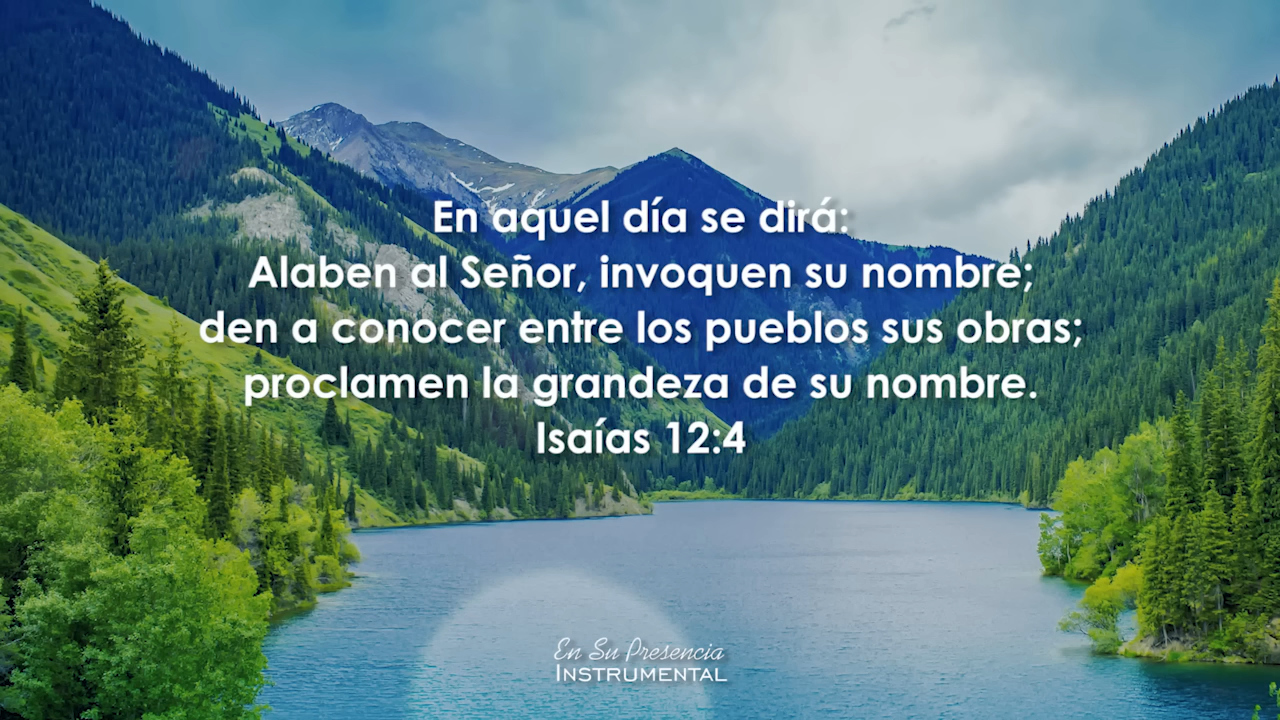 En aquel día se dirá:
Alaben al Señor, invoquen su nombre;
den a conocer entre los pueblos sus obras;
proclamen la grandeza de su nombre.
Isaías 12:4
En Su Presencia
INSTRUMENTAL